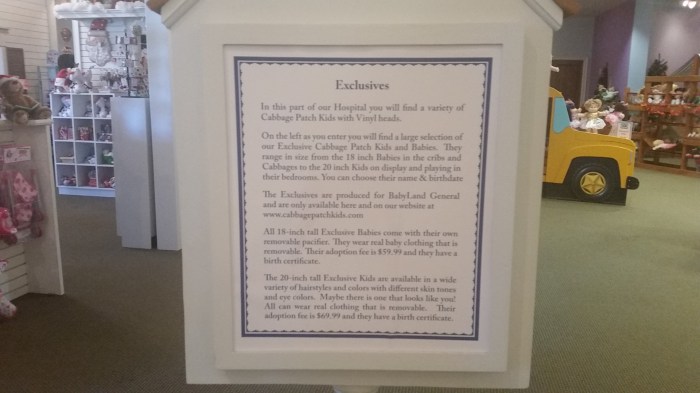 Exclusives
In this part of our Hospital you will find a variety of
Cabbage Patch Kids with Vinyl heads.
On the left as you enter you will find a large selection of
our Exclusive Cabbage Patch Kids and Babies. They
range in size from the 18 inch Babies in the cribs and
Cabbages to the 20 inch Kids on display and playing in
their bedrooms. You can choose their name & birthdate
The Exclusives are produced for BabyLand General
and are only available here and on our website at
www.cabbagepatchkids.com
All 18-inch tall Exclusive Babies come with their own
removable pacifier. They wear real baby clothing that is
removable. Their adoption fee is $59.99 and they have a
birth certificate.
The 20-inch tall Exclusive Kids are available in a wide
variety of hairstyles and colors with different skin tones
and eye colors. Maybe there is one that looks like you!
All can wear real clothing that is removable. Their
adoption fee is $69.99 and they have a birth certificate.